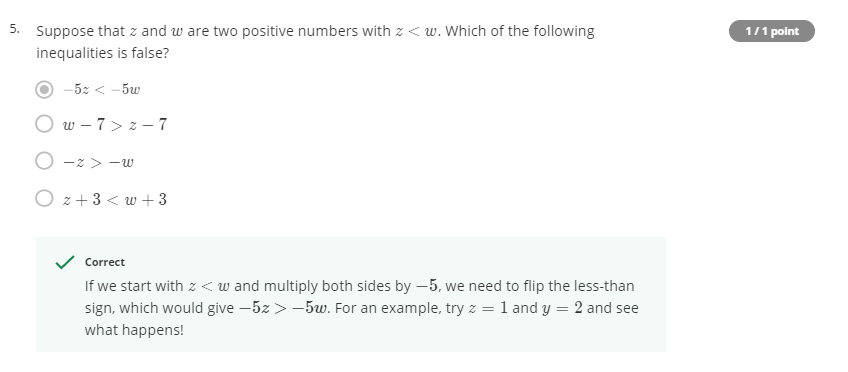 5. Suppose that z and w are two positive numbers with z < w. Which of the following
1 / 1 point
inequalities is false?
−5z < −5w
w − 7 > z − 7
−z > −w
z + 3 < w + 3
Correct
If we start with z < w and multiply both sides by −5, we need to flip the less-than
sign, which would give −5z > −5w. For an example, try z = 1 and y = 2 and see
what happens!